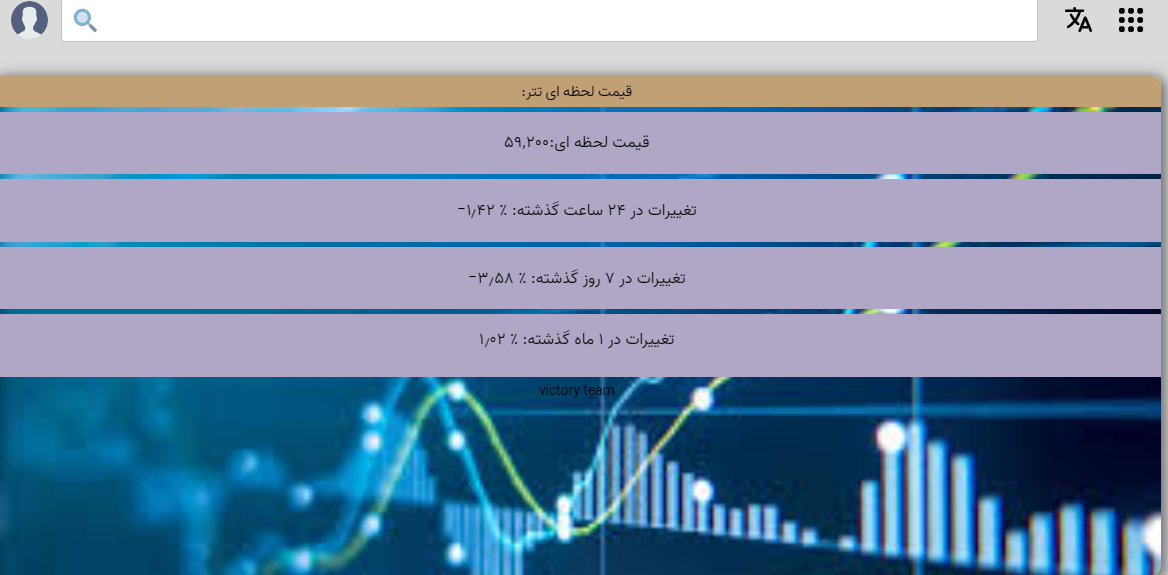 قیمت لحظه ای تتر:
قیمت لحظه ای:۵۹,۲۰۰
تغییرات در ۲۴ ساعت گذشته: ٪ ۱٫۴۲−
تغییرات در ۷ روز گذشته: ٪ ۳٫۵۸−
تغییرات در ۱ ماه گذشته: ٪ ۱٫۰۲
victory team